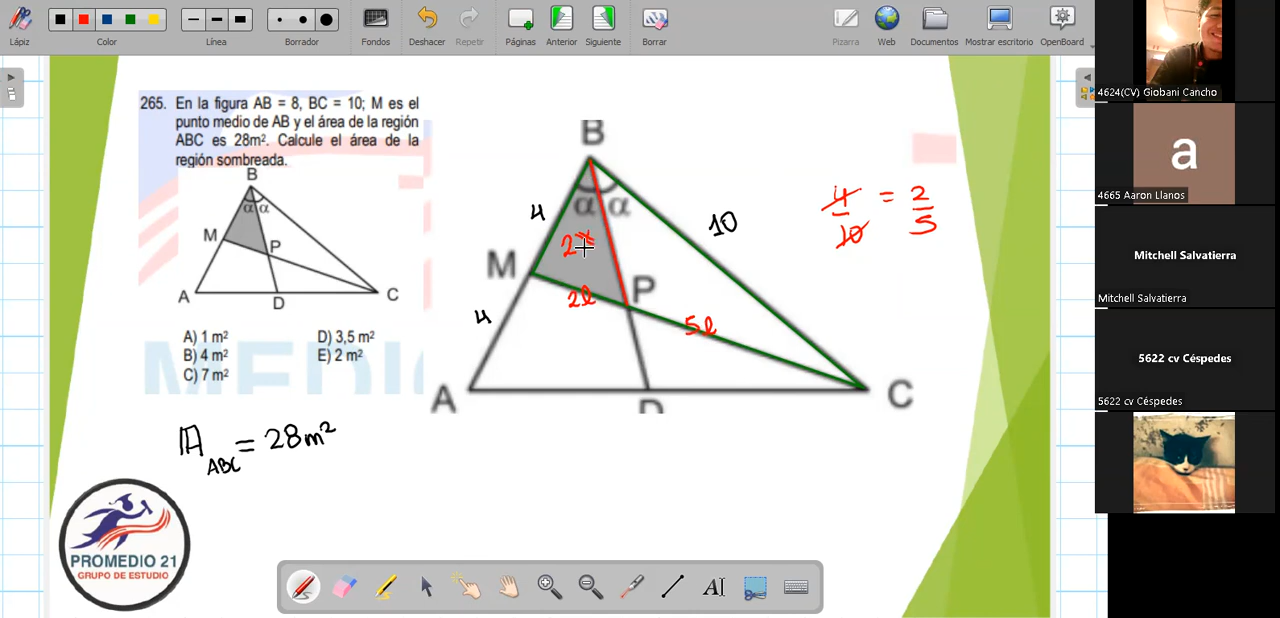 Lápiz
Color
Línea
Borrador
Fondos
Deshacer
Repetir
Páginas
Anterior
Siguiente
Borrar
Pizarra
Web
Documentos
Mostrar escritorio
OpenBoard
265. En la figura AB = 8, BC = 10; M es el
punto medio de AB y el área de la región
ABC es 28m². Calcule el área de la
región sombreada.
B
α α
M
P
A
D
C
A) 1 m²
D) 3,5 m²
B) 4 m²
E) 2 m²
C) 7 m²
B
α α
4
10
M
2x
P
2l
5l
4
A
D
C
4/10 = 2/5
A ABC = 28m²
PROMEDIO 21
GRUPO DE ESTUDIO
AI
4624(CV) Giobani Cancho
a
4665 Aaron Llanos
Mitchell Salvatierra
Mitchell Salvatierra
5622 cv Céspedes
5622 cv Céspedes